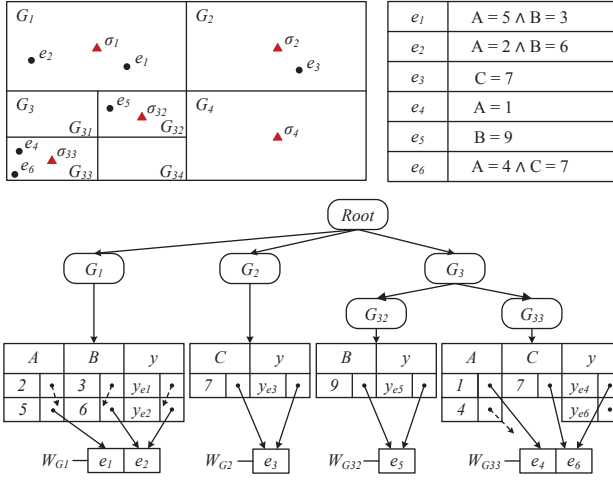 G1 G2
σ1 σ2
e2 e1 e3
G3 e5 σ32 G4
G31 G32
e4 σ33 σ4
e6 G33 G34
e1 A = 5 ∧ B = 3
e2 A = 2 ∧ B = 6
e3 C = 7
e4 A = 1
e5 B = 9
e6 A = 4 ∧ C = 7
Root
G1 G2 G3
G32 G33
A B y C y B y A C y
2 3 ye1 7 ye3 9 ye5 1 7 ye4
5 6 ye2 4 ye6
WG1 e1 e2 WG2 e3 WG32 e5 WG33 e4 e6